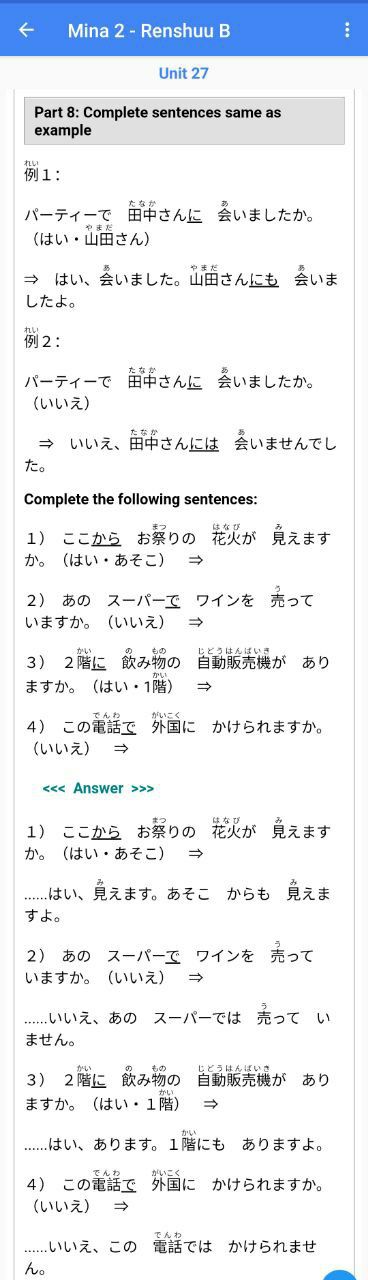 Mina 2 - Renshuu B
Unit 27
Part 8: Complete sentences same as
example
例1：
パーティーで　田中さんに　会いましたか。
（はい・山田さん）
⇒　はい、会いました。山田さんにも　会いま
したよ。
例2：
パーティーで　田中さんに　会いましたか。
（いいえ）
⇒　いいえ、田中さんには　会いませんでし
た。
Complete the following sentences:
1）　ここから　お祭りの　花火が　見えます
か。（はい・あそこ）　⇒
2）　あの　スーパーで　ワインを　売って
いますか。（いいえ）　⇒
3）　2階に　飲み物の　自動販売機が　あり
ますか。（はい・1階）　⇒
4）　この電話で　外国に　かけられますか。
（いいえ）　⇒
<<< Answer >>>
1）　ここから　お祭りの　花火が　見えます
か。（はい・あそこ）　⇒
......はい、見えます。あそこ　からも　見えま
すよ。
2）　あの　スーパーで　ワインを　売って
いますか。（いいえ）　⇒
......いいえ、あの　スーパーでは　売って　い
ません。
3）　2階に　飲み物の　自動販売機が　あり
ますか。（はい・1階）　⇒
......はい、あります。1階にも　ありますよ。
4）　この電話で　外国に　かけられますか。
（いいえ）　⇒
......いいえ、この　電話では　かけられませ
ん。